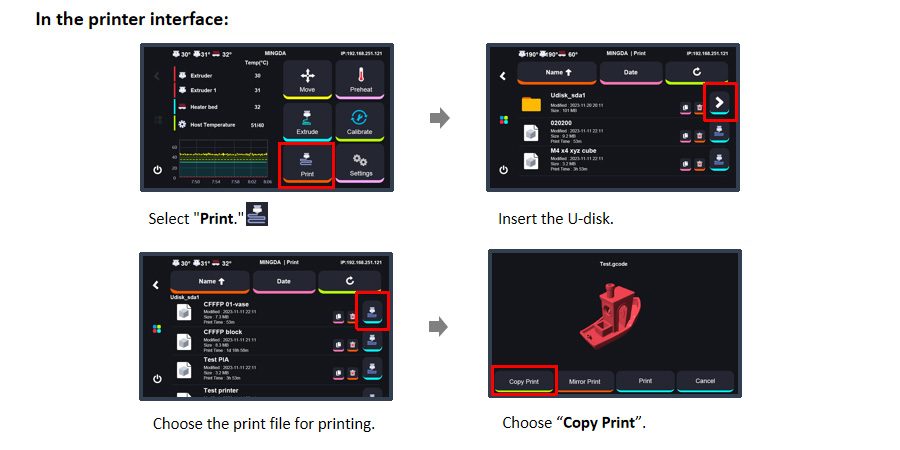 In the printer interface:
30° 31° 32° MINGDA IP:192.168.251.121
Temp(°C)
Extruder 30
Extruder 1 31
Heater bed 32
Host Temperature 51/40
60
40
20
0
7:50 7:54 7:58 8:02 8:06
Move Preheat
Extrude Calibrate
Print Settings
Select "Print."
190° 190° 60° MINGDA | Print IP:192.168.251.121
Name Date
Udisk_sda1
Modified 2023-11-20 20:11
Size : 101 MB
020200
Modified 2023-11-11 22:11
Size : 9.2 MB
Print Time : 53m
M4 x4 xyz cube
Modified 2023-11-11 22:11
Size : 3.2 MB
Print Time : 3h 53m
Insert the U-disk.
30° 31° 32° MINGDA | Print IP:192.168.251.121
Name Date
Udisk_sda1
CFFFP 01-vase
Modified 2023-11-11 22:11
Size : 7.3 MB
Print Time : 53m
CFFFP block
Modified 2023-11-11 21:11
Size : 8.3 MB
Test PIA
Modified 2023-11-11 22:11
Size : 3.2 MB
Print Time : 3h 53m
Test printer
Choose the print file for printing.
Test.gcode
Copy Print Mirror Print Print Cancel
Choose “Copy Print”.